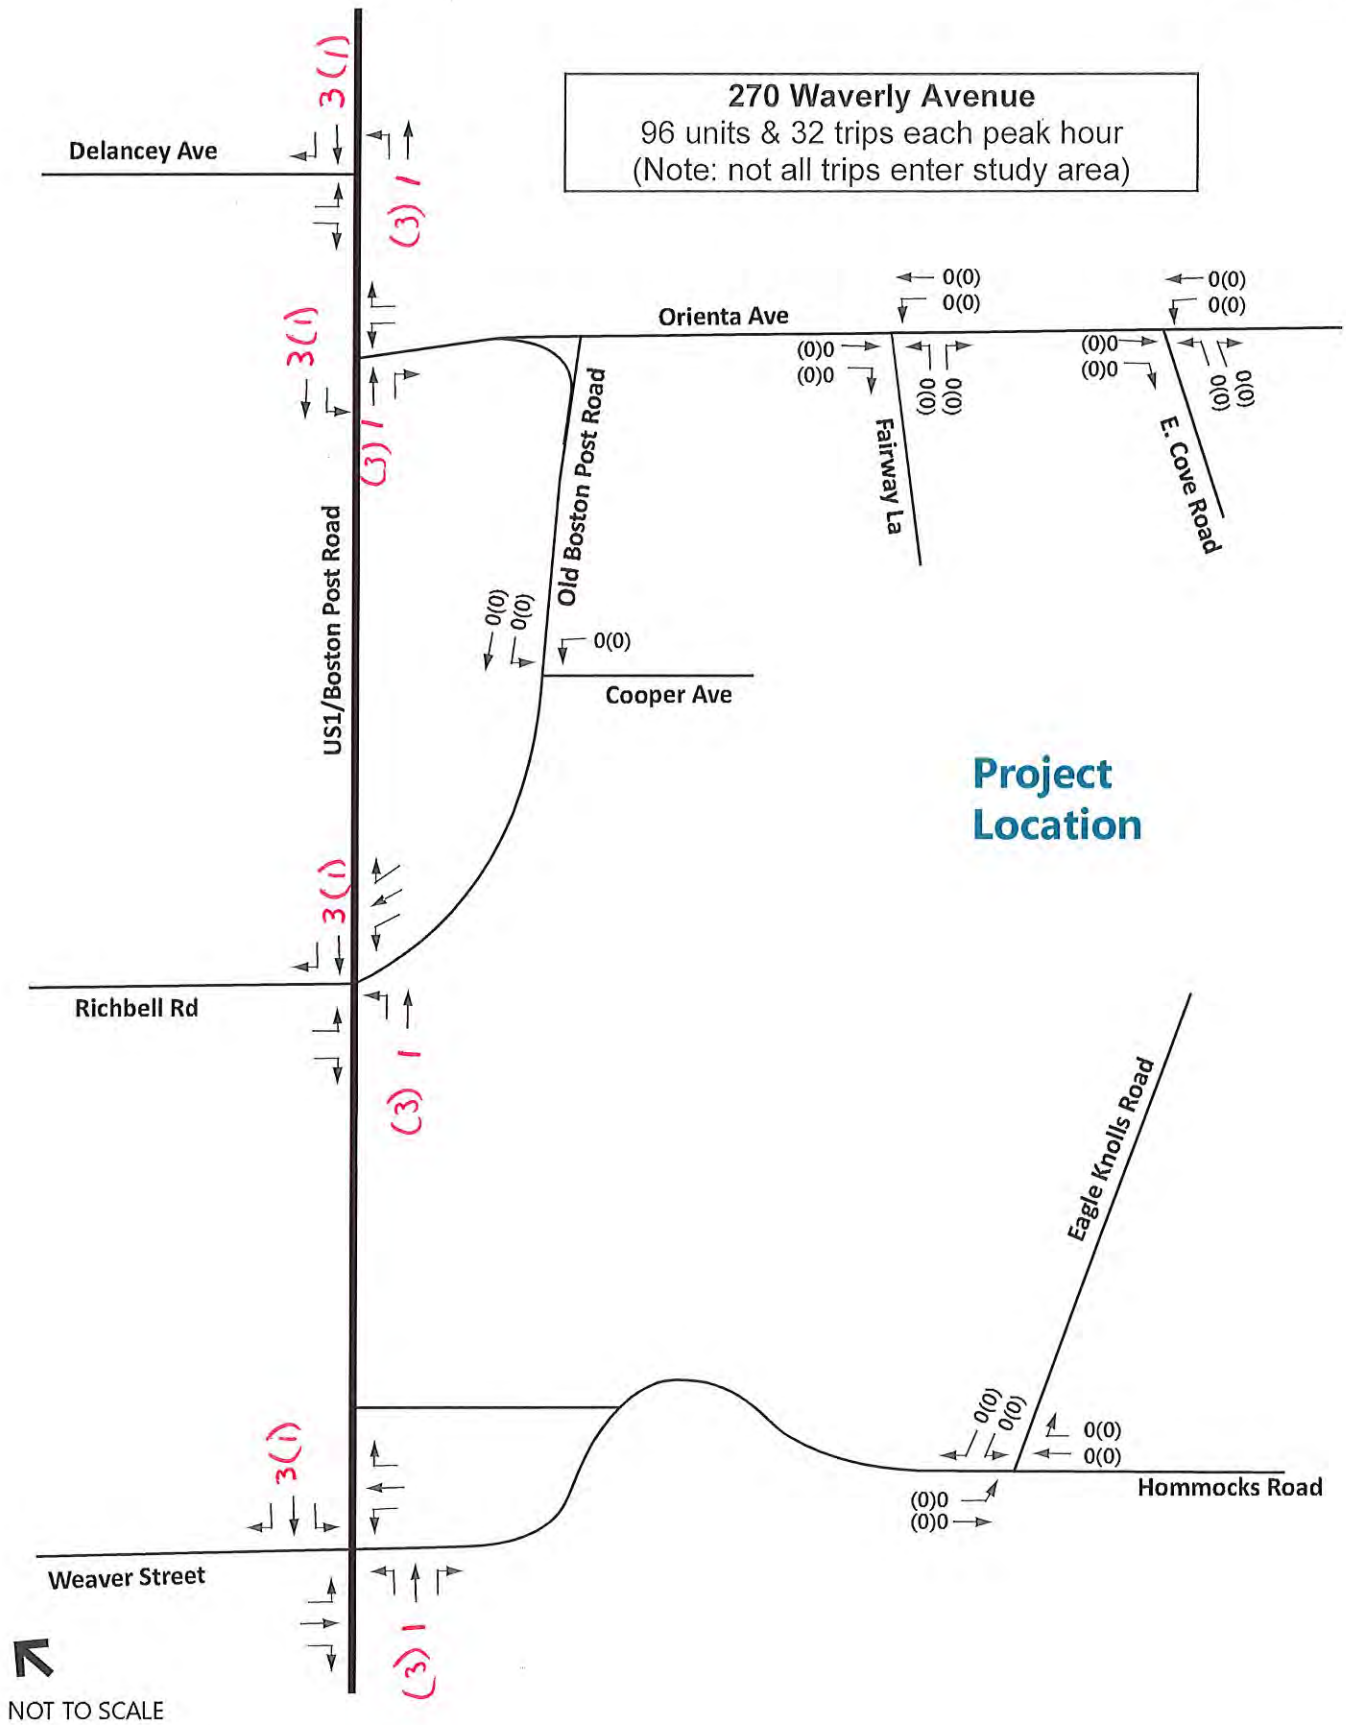 3(1)
270 Waverly Avenue
96 units & 32 trips each peak hour
(Note: not all trips enter study area)
Delancey Ave
(3) 1
3(1)
(3) 1
Orienta Ave
0(0)
0(0)
(0)0
(0)0
0(0)
0(0)
Fairway La
0(0)
0(0)
(0)0
(0)0
0(0)
0(0)
E. Cove Road
US1/Boston Post Road
Old Boston Post Road
0(0)
0(0)
0(0)
Cooper Ave
Project
Location
3(1)
Richbell Rd
(3) 1
Eagle Knolls Road
3(1)
0(0)
0(0)
0(0)
0(0)
(0)0
(0)0
Hommocks Road
Weaver Street
(3) 1
NOT TO SCALE